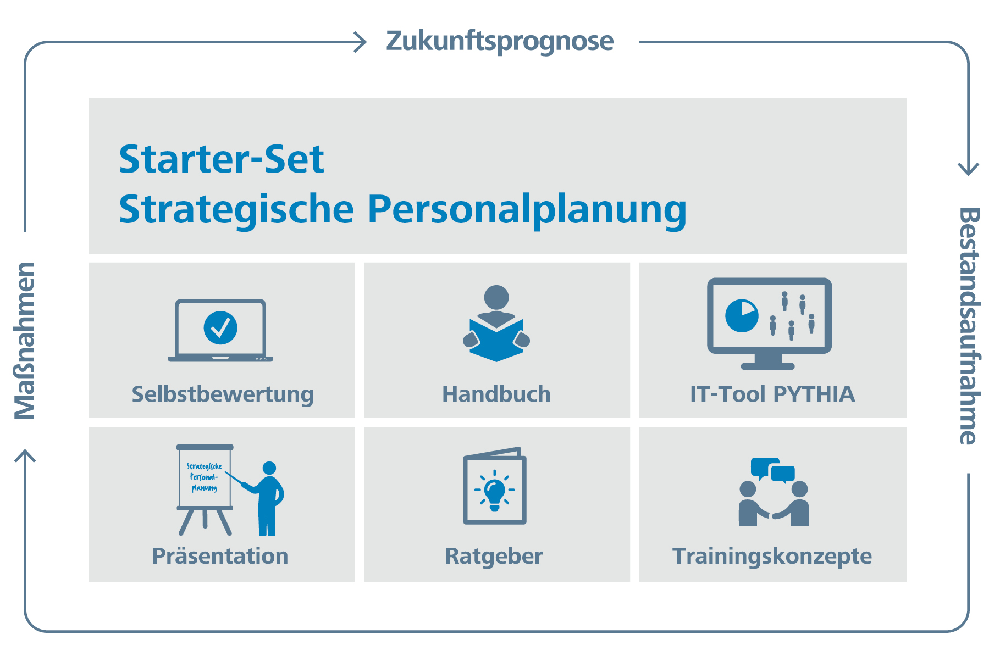 Zukunftsprognose
Starter-Set
Strategische Personalplanung
Maßnahmen
Bestandsaufnahme
Selbstbewertung
Handbuch
IT-Tool PYTHIA
Strategische
Personal-
planung
Präsentation
Ratgeber
Trainingskonzepte